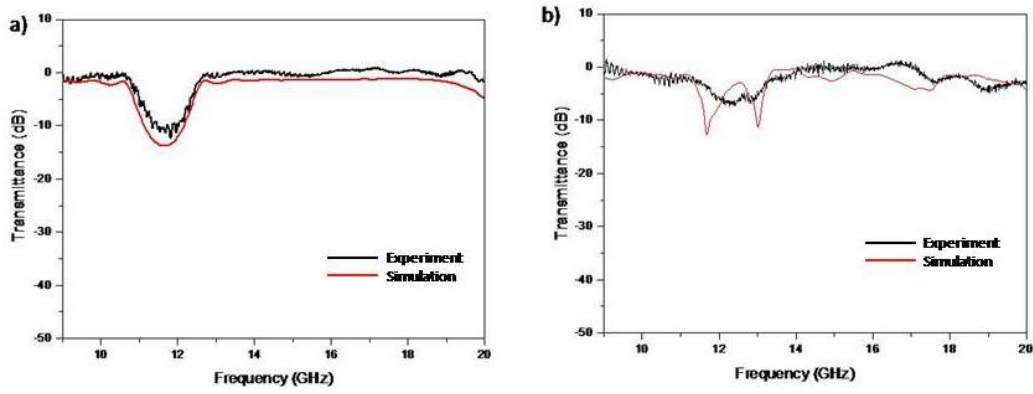 a)
10
0
-10
-20
-30
-40
-50
Transmittance (dB)
Experiment
Simulation
10 12 14 16 18 20
Frequency (GHz)
b)
10
0
-10
-20
-30
-40
-50
Transmittance (dB)
Experiment
Simulation
10 12 14 16 18 20
Frequency (GHz)